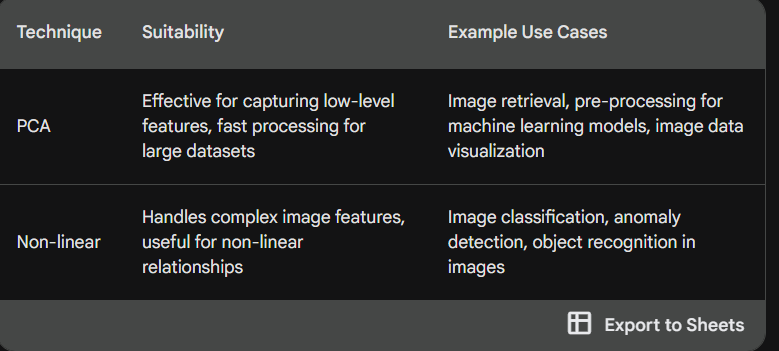 Technique Suitability Example Use Cases
PCA
Effective for capturing low-level
features, fast processing for
large datasets
Image retrieval, pre-processing for
machine learning models, image data
visualization
Non-linear
Handles complex image features,
useful for non-linear
relationships
Image classification, anomaly
detection, object recognition in
images
Export to Sheets